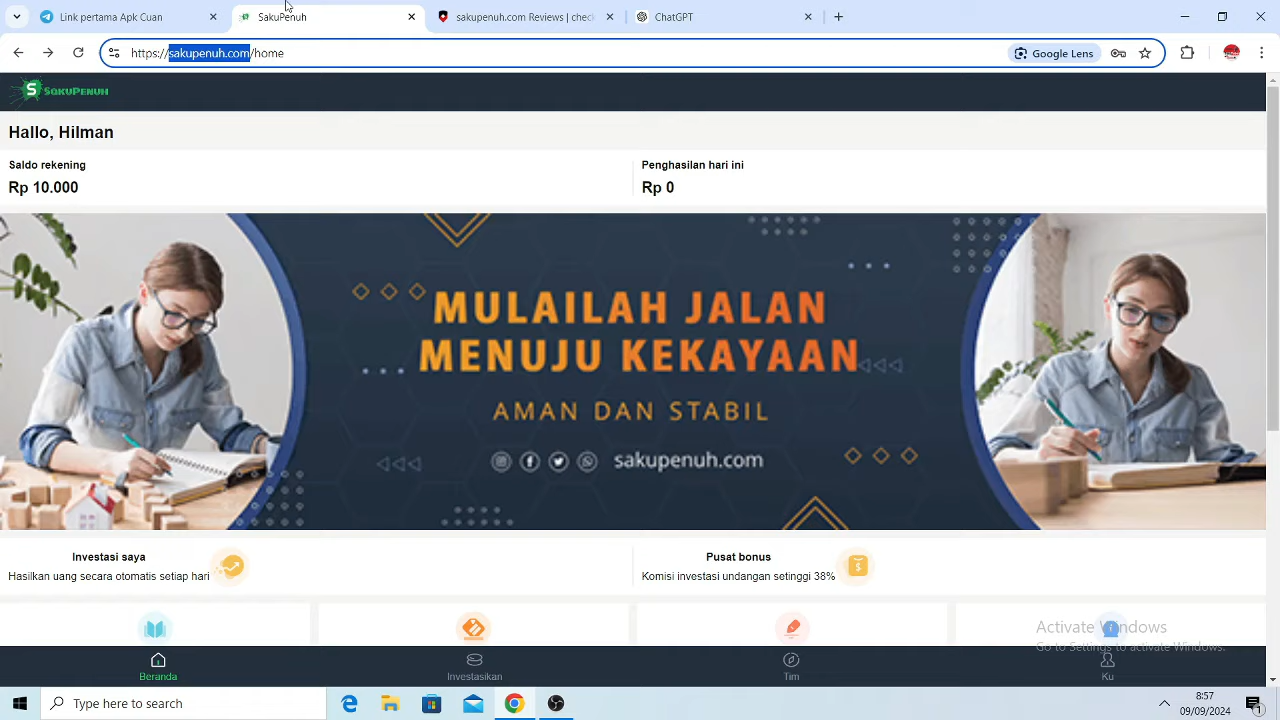 Link pertama Apk Cuan
SakuPenuh
sakupenuh.com Reviews | chec
ChatGPT
https://sakupenuh.com/home
Google Lens
S SAKUPENUH
Hallo, Hilman
Saldo rekening
Penghasilan hari ini
Rp 10.000
Rp 0
MULAILAH JALAN
MENUJU KEKAYAAN
AMAN DAN STABIL
sakupenuh.com
Investasi saya
Hasilkan uang secara otomatis setiap hari
Pusat bonus
Komisi investasi undangan setinggi 38%
Activate Windows
Go to Settings to activate Windows.
Beranda
Investasikan
Tim
Ku
Type here to search
8:57
09/09/2024
1